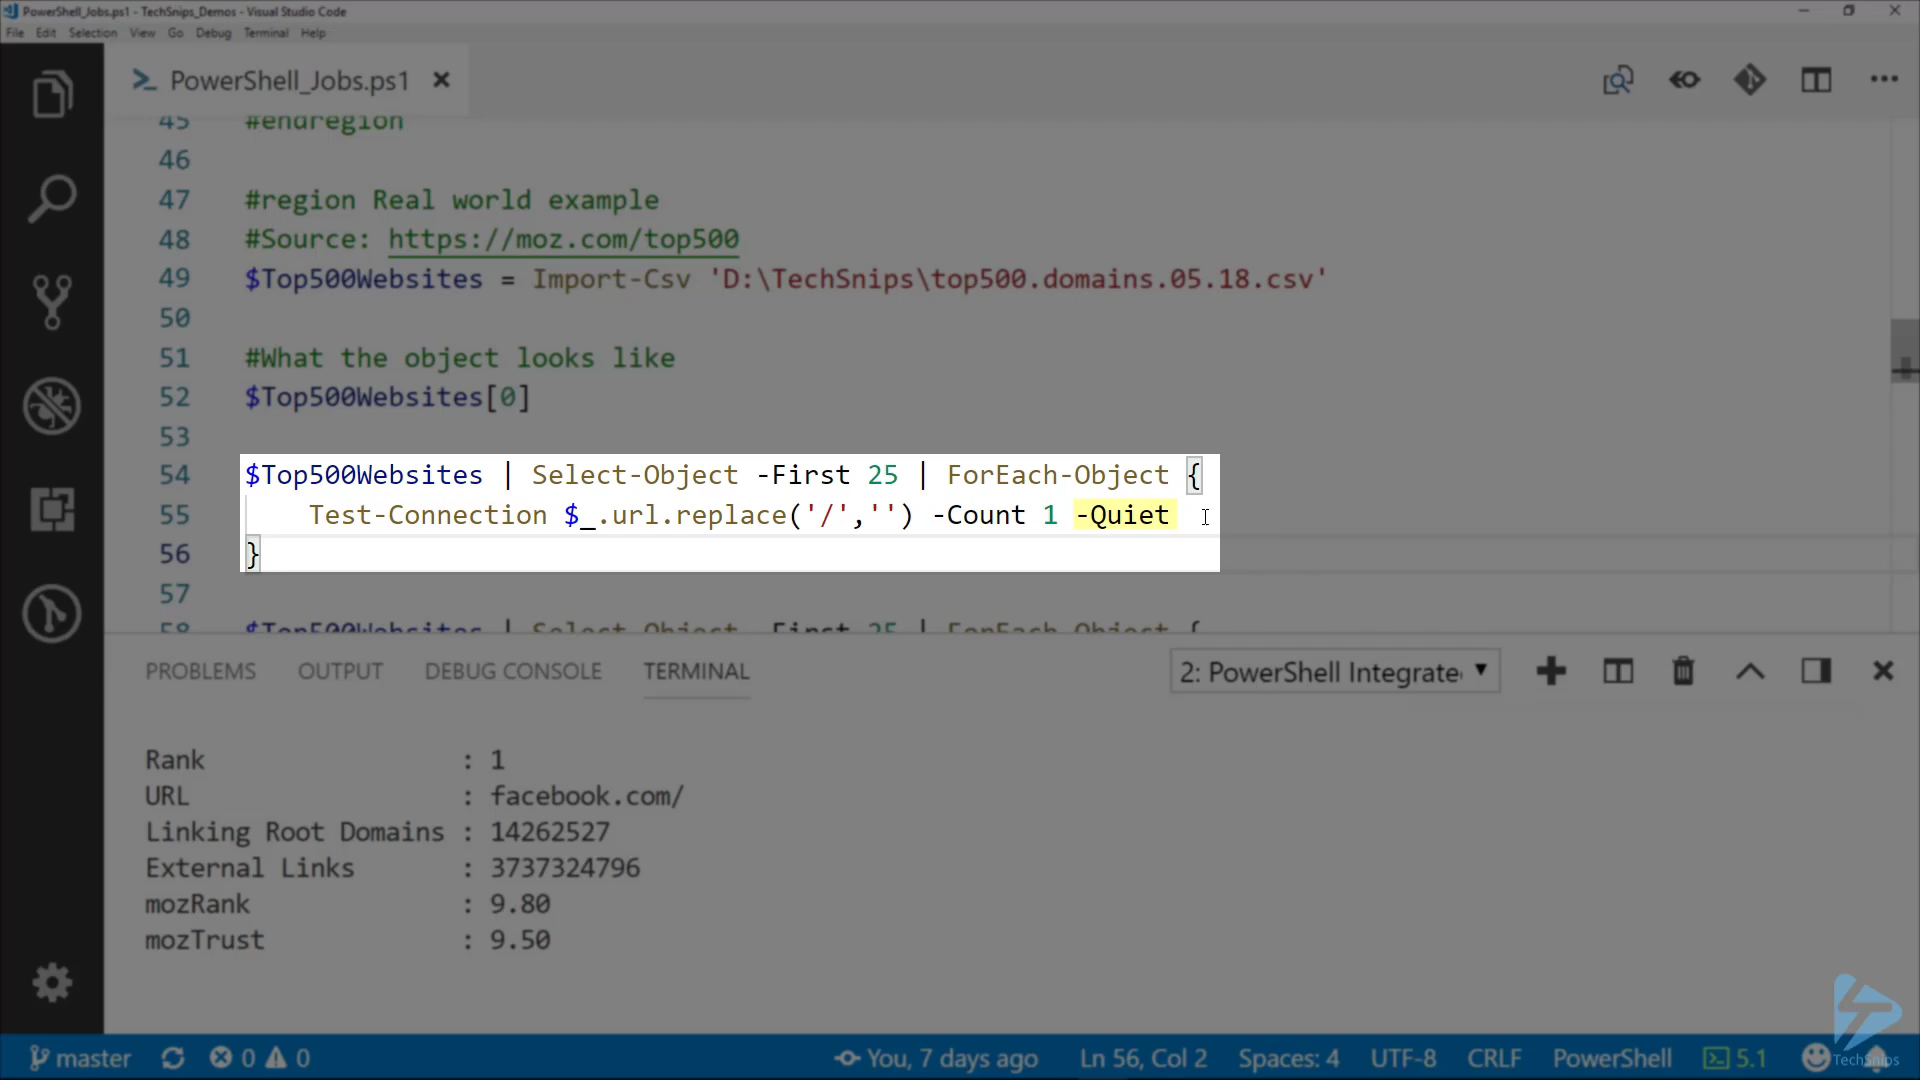 PowerShell_Jobs.ps1 - TechSnips_Demos - Visual Studio Code
File Edit Selection View Go Debug Terminal Help
PowerShell_Jobs.ps1
45 #endregion
46
47 #region Real world example
48 #Source: https://moz.com/top500
49 $Top500Websites = Import-Csv 'D:\TechSnips\top500.domains.05.18.csv'
50
51 #What the object looks like
52 $Top500Websites[0]
53
54 $Top500Websites | Select-Object -First 25 | ForEach-Object {
55 Test-Connection $_.url.replace('/','') -Count 1 -Quiet
56 }
57
58 $Top500Websites | Select-Object -First 25 | ForEach-Object {
PROBLEMS OUTPUT DEBUG CONSOLE TERMINAL 2: PowerShell Integrate
Rank : 1
URL : facebook.com/
Linking Root Domains : 14262527
External Links : 3737324796
mozRank : 9.80
mozTrust : 9.50
master 0 0 You, 7 days ago Ln 56, Col 2 Spaces: 4 UTF-8 CRLF PowerShell 5.1
TechSnips